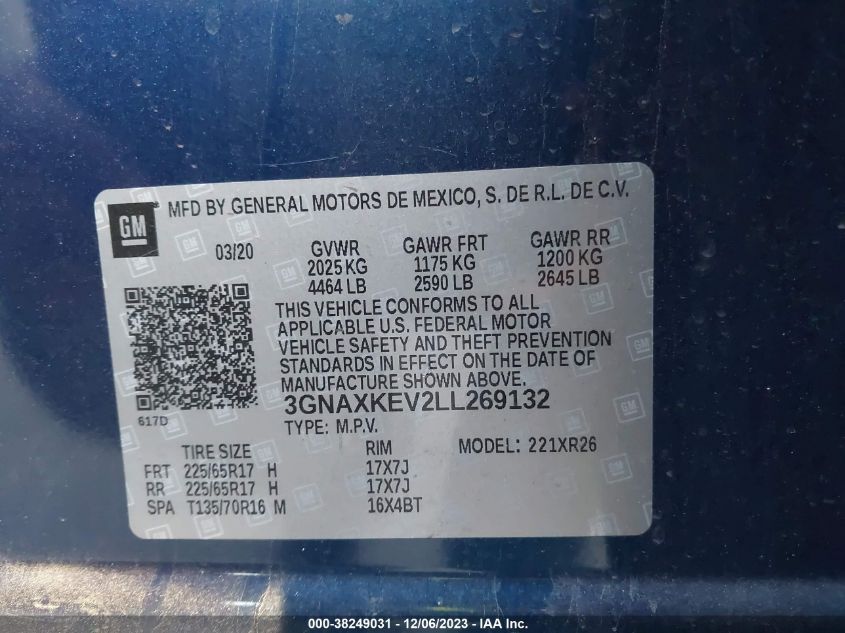 GM
MFD BY GENERAL MOTORS DE MEXICO, S. DE R.L. DE C.V.
03/20 GVWR GAWR FRT GAWR RR
2025 KG 1175 KG 1200 KG
4464 LB 2590 LB 2645 LB
THIS VEHICLE CONFORMS TO ALL
APPLICABLE U.S. FEDERAL MOTOR
VEHICLE SAFETY AND THEFT PREVENTION
STANDARDS IN EFFECT ON THE DATE OF
MANUFACTURE SHOWN ABOVE.
617D
3GNAXKEV2LL269132
TYPE: M.P.V.
TIRE SIZE RIM MODEL: 221XR26
FRT 225/65R17 H 17X7J
RR 225/65R17 H 17X7J
SPA T135/70R16 M 16X4BT
000-38249031 - 12/06/2023 - IAA Inc.